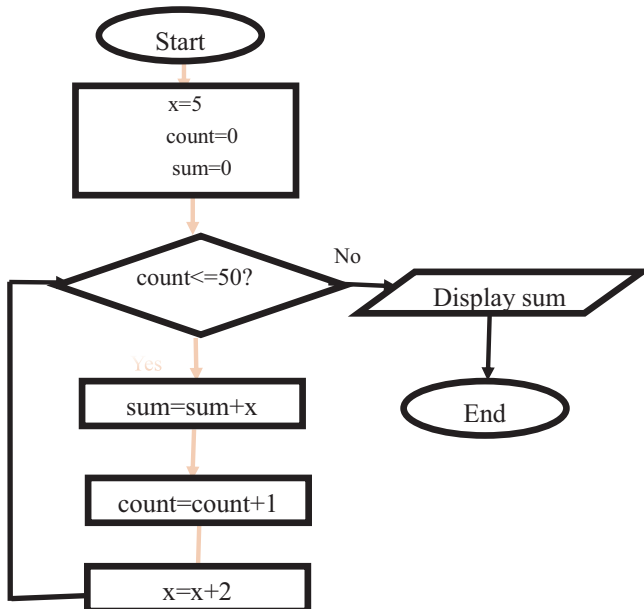 Start
x=5
count=0
sum=0
count<=50?
No
Display sum
Yes
sum=sum+x
End
count=count+1
x=x+2